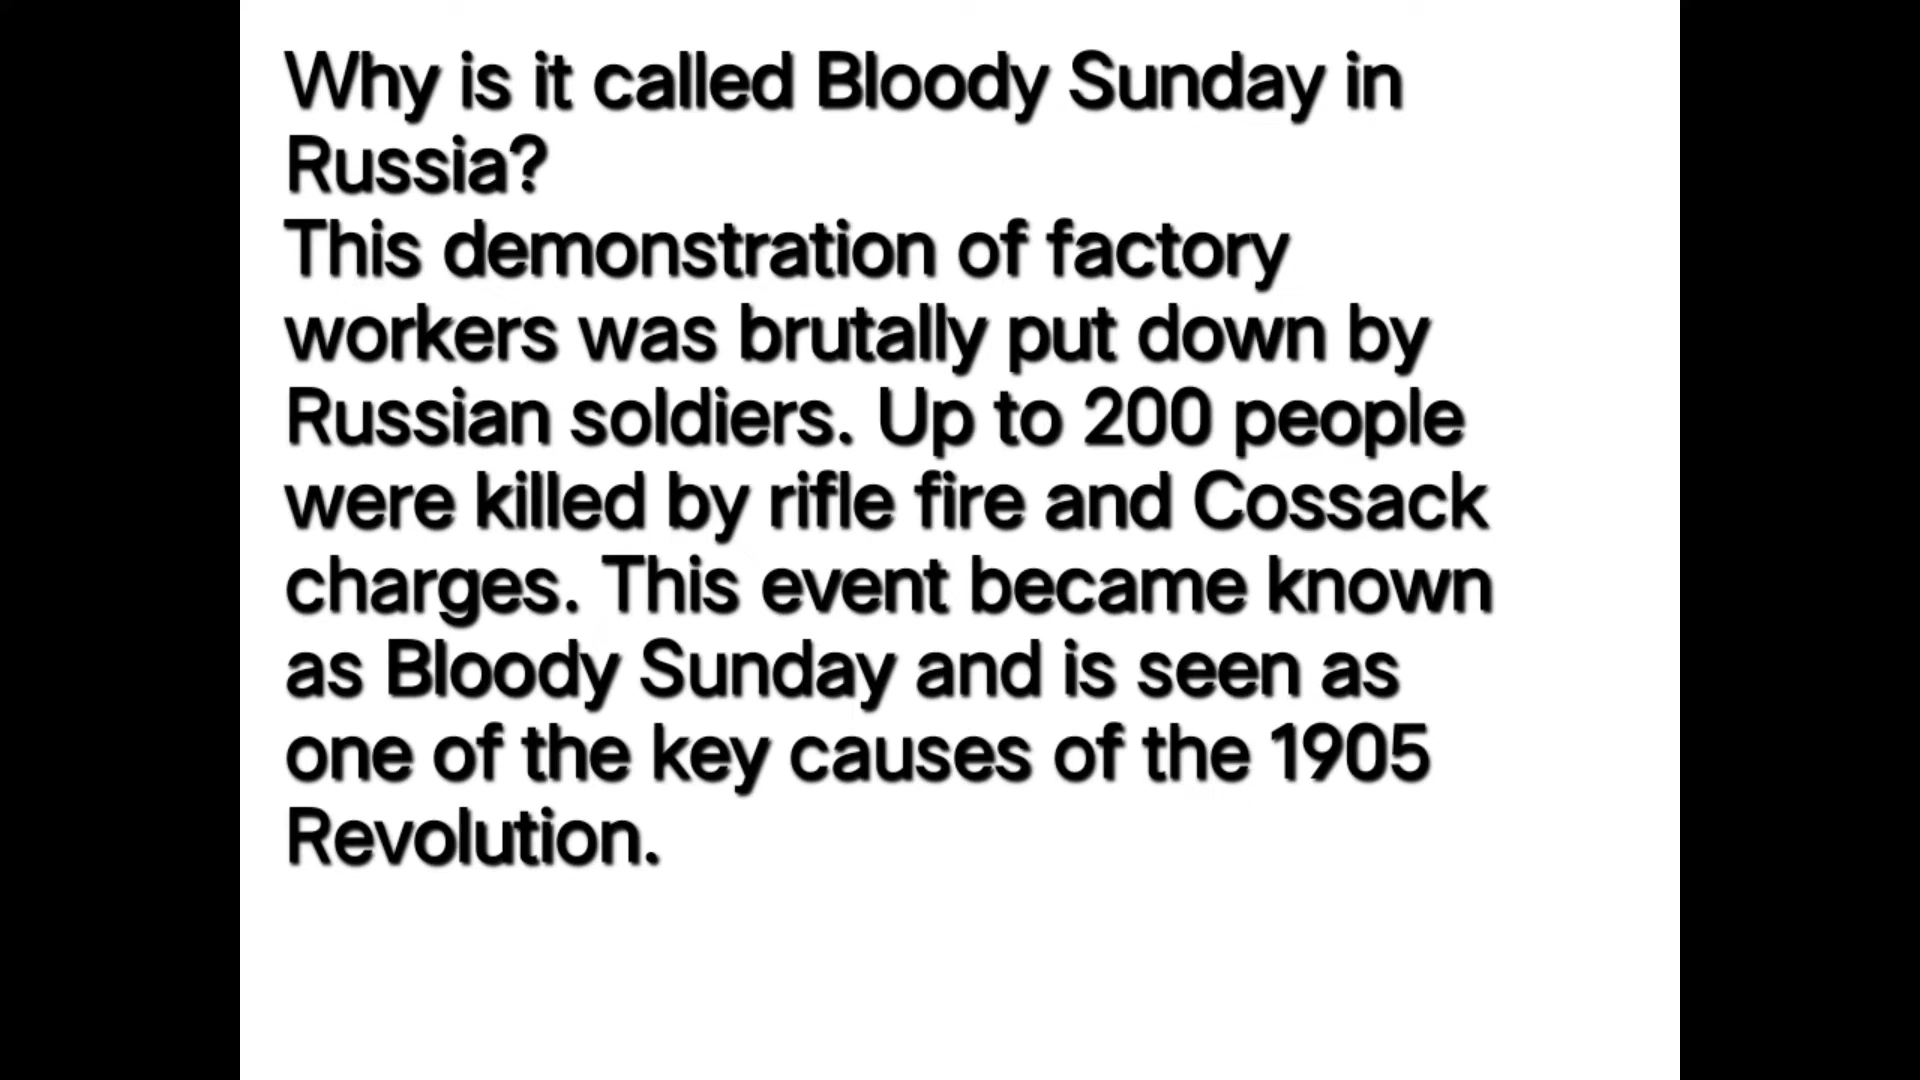 Why is it called Bloody Sunday in
Russia?
This demonstration of factory
workers was brutally put down by
Russian soldiers. Up to 200 people
were killed by rifle fire and Cossack
charges. This event became known
as Bloody Sunday and is seen as
one of the key causes of the 1905
Revolution.